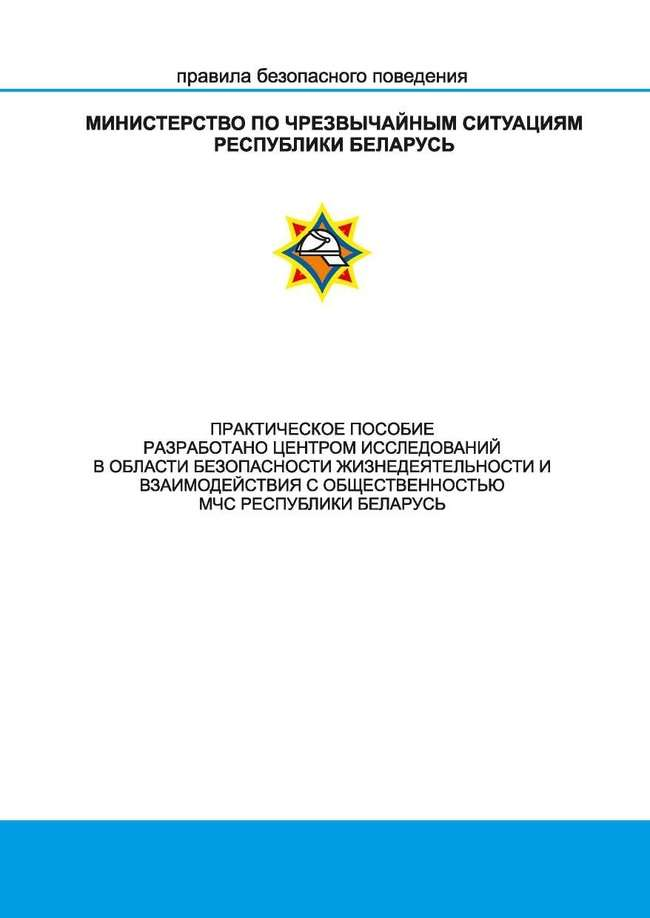 правила безопасного поведения
МИНИСТЕРСТВО ПО ЧРЕЗВЫЧАЙНЫМ СИТУАЦИЯМ
РЕСПУБЛИКИ БЕЛАРУСЬ
ПРАКТИЧЕСКОЕ ПОСОБИЕ
РАЗРАБОТАНО ЦЕНТРОМ ИССЛЕДОВАНИЙ
В ОБЛАСТИ БЕЗОПАСНОСТИ ЖИЗНЕДЕЯТЕЛЬНОСТИ И
ВЗАИМОДЕЙСТВИЯ С ОБЩЕСТВЕННОСТЬЮ
МЧС РЕСПУБЛИКИ БЕЛАРУСЬ